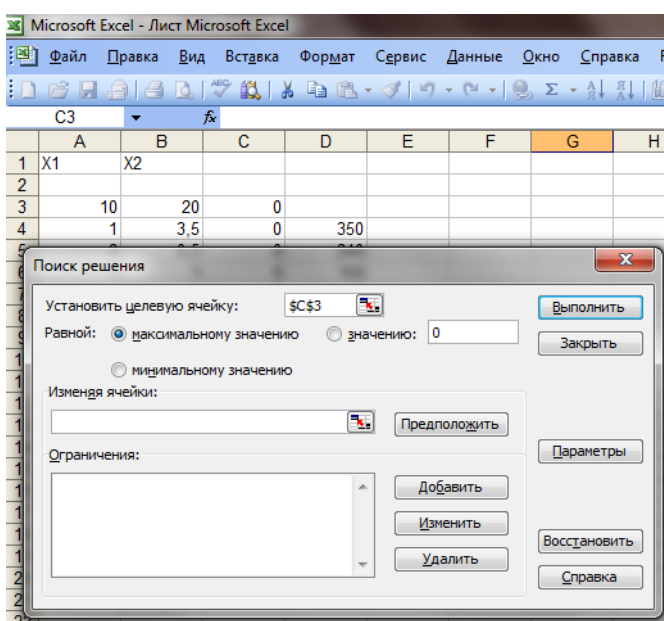 Microsoft Excel - Лист Microsoft Excel
Файл Правка Вид Вставка Формат Сервис Данные Окно Справка
C3 fx
A B C D E F G H
1 X1 X2
2
3 10 20 0
4 1 3,5 0 350
Поиск решения
Установить целевую ячейку: $C$3 Выполнить
Равной: максимальному значению значению: 0 Закрыть
минимальному значению
Изменяя ячейки:
Предположить
Ограничения: Параметры
Добавить
Изменить
Восстановить
Удалить
Справка